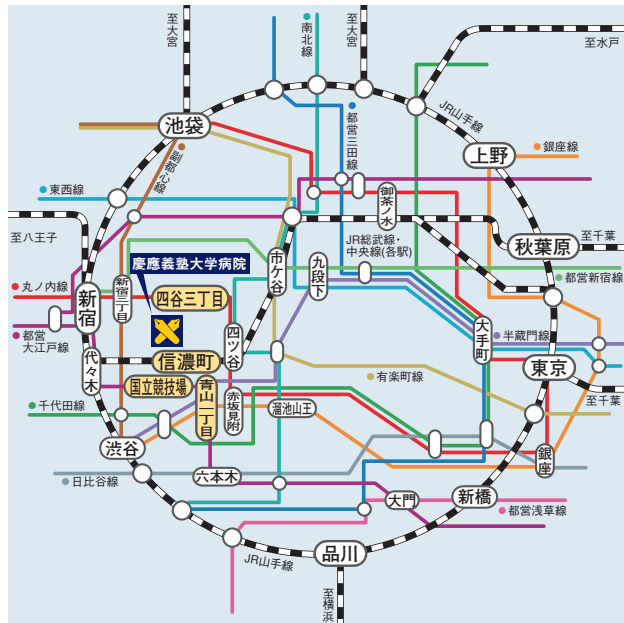 至大宮
●南北線
至大宮
至水戸
●都営三田線
JR山手線
池袋
●副都心線
上野
●銀座線
●東西線
御茶ノ水
至八王子
JR総武線・
中央線(各駅)
秋葉原
至千葉
慶應義塾大学病院
市ケ谷
九段下
●都営新宿線
●丸ノ内線
新宿
新宿三丁目
四谷三丁目
四ツ谷
大手町
●半蔵門線
●都営
大江戸線
代々木
信濃町
東京
国立競技場
青山一丁目
赤坂見附
●有楽町線
至千葉
●千代田線
溜池山王
渋谷
銀座
●日比谷線
六本木
大門
新橋
●都営浅草線
品川
JR山手線
至横浜